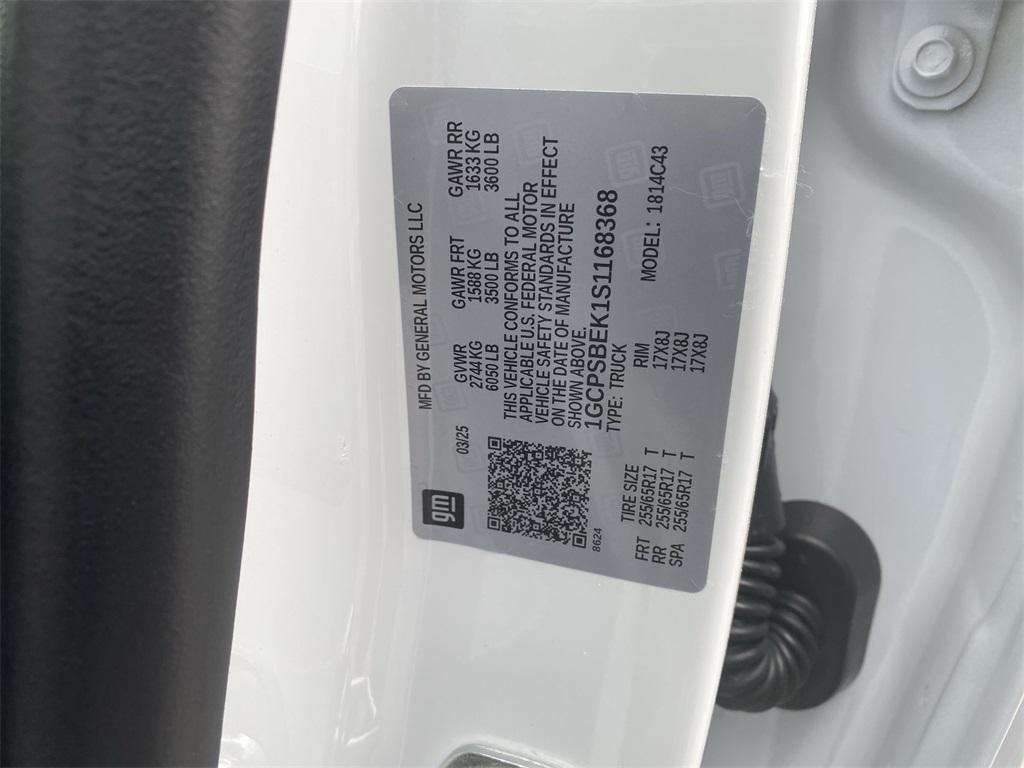 MFD BY GENERAL MOTORS LLC
gm
03/25
GVWR GAWR FRT GAWR RR
2744 KG 1588 KG 1633 KG
6050 LB 3500 LB 3600 LB
THIS VEHICLE CONFORMS TO ALL
APPLICABLE U.S. FEDERAL MOTOR
VEHICLE SAFETY STANDARDS IN EFFECT
ON THE DATE OF MANUFACTURE
SHOWN ABOVE.
1GCPSBEK1S1168368
TYPE: TRUCK
8624
TIRE SIZE RIM MODEL: 1814C43
FRT 255/65R17 T 17X8J
RR 255/65R17 T 17X8J
SPA 255/65R17 T 17X8J